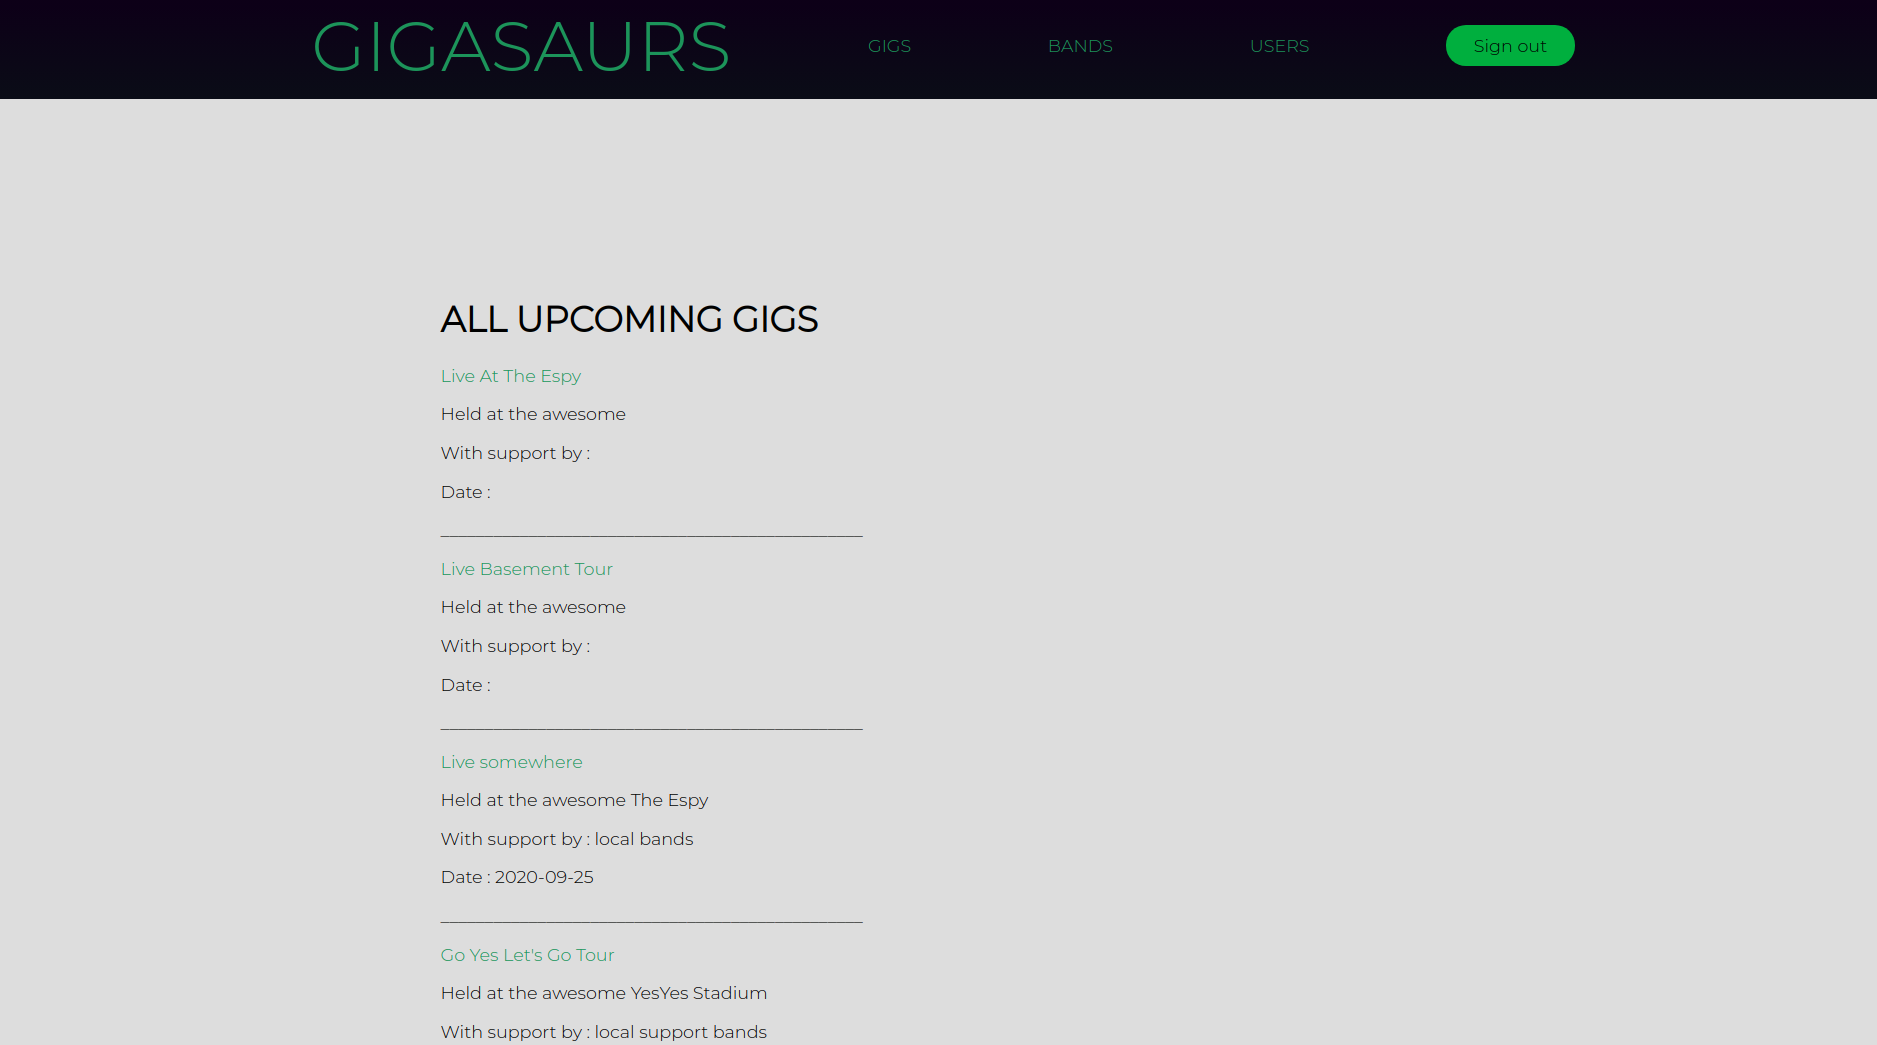 GIGASAURS GIGS BANDS USERS Sign out
ALL UPCOMING GIGS
Live At The Espy
Held at the awesome
With support by :
Date :
Live Basement Tour
Held at the awesome
With support by :
Date :
Live somewhere
Held at the awesome The Espy
With support by : local bands
Date : 2020-09-25
Go Yes Let's Go Tour
Held at the awesome YesYes Stadium
With support by : local support bands